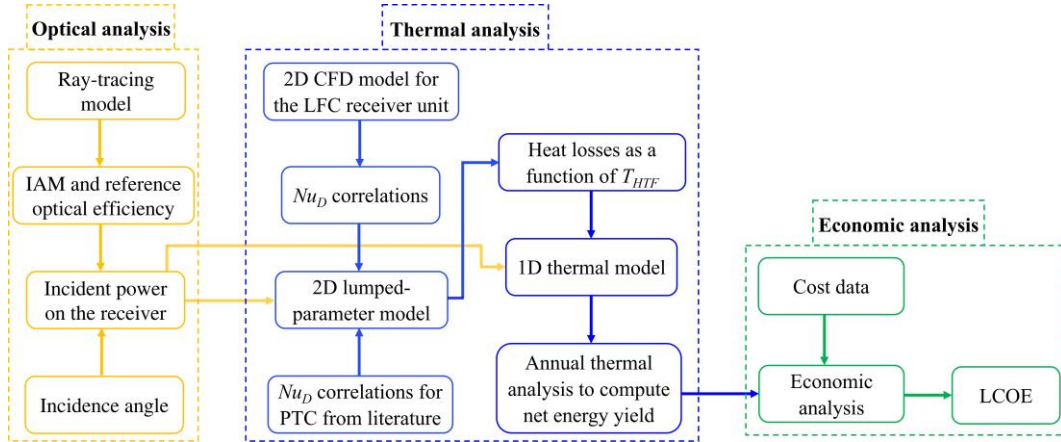 Optical analysis
Ray-tracing
model
IAM and reference
optical efficiency
Incident power
on the receiver
Incidence angle
Thermal analysis
2D CFD model for
the LFC receiver unit
Nu_D correlations
2D lumped-
parameter model
Nu_D correlations for
PTC from literature
Heat losses as a
function of T_HTF
1D thermal model
Annual thermal
analysis to compute
net energy yield
Economic analysis
Cost data
Economic
analysis
LCOE